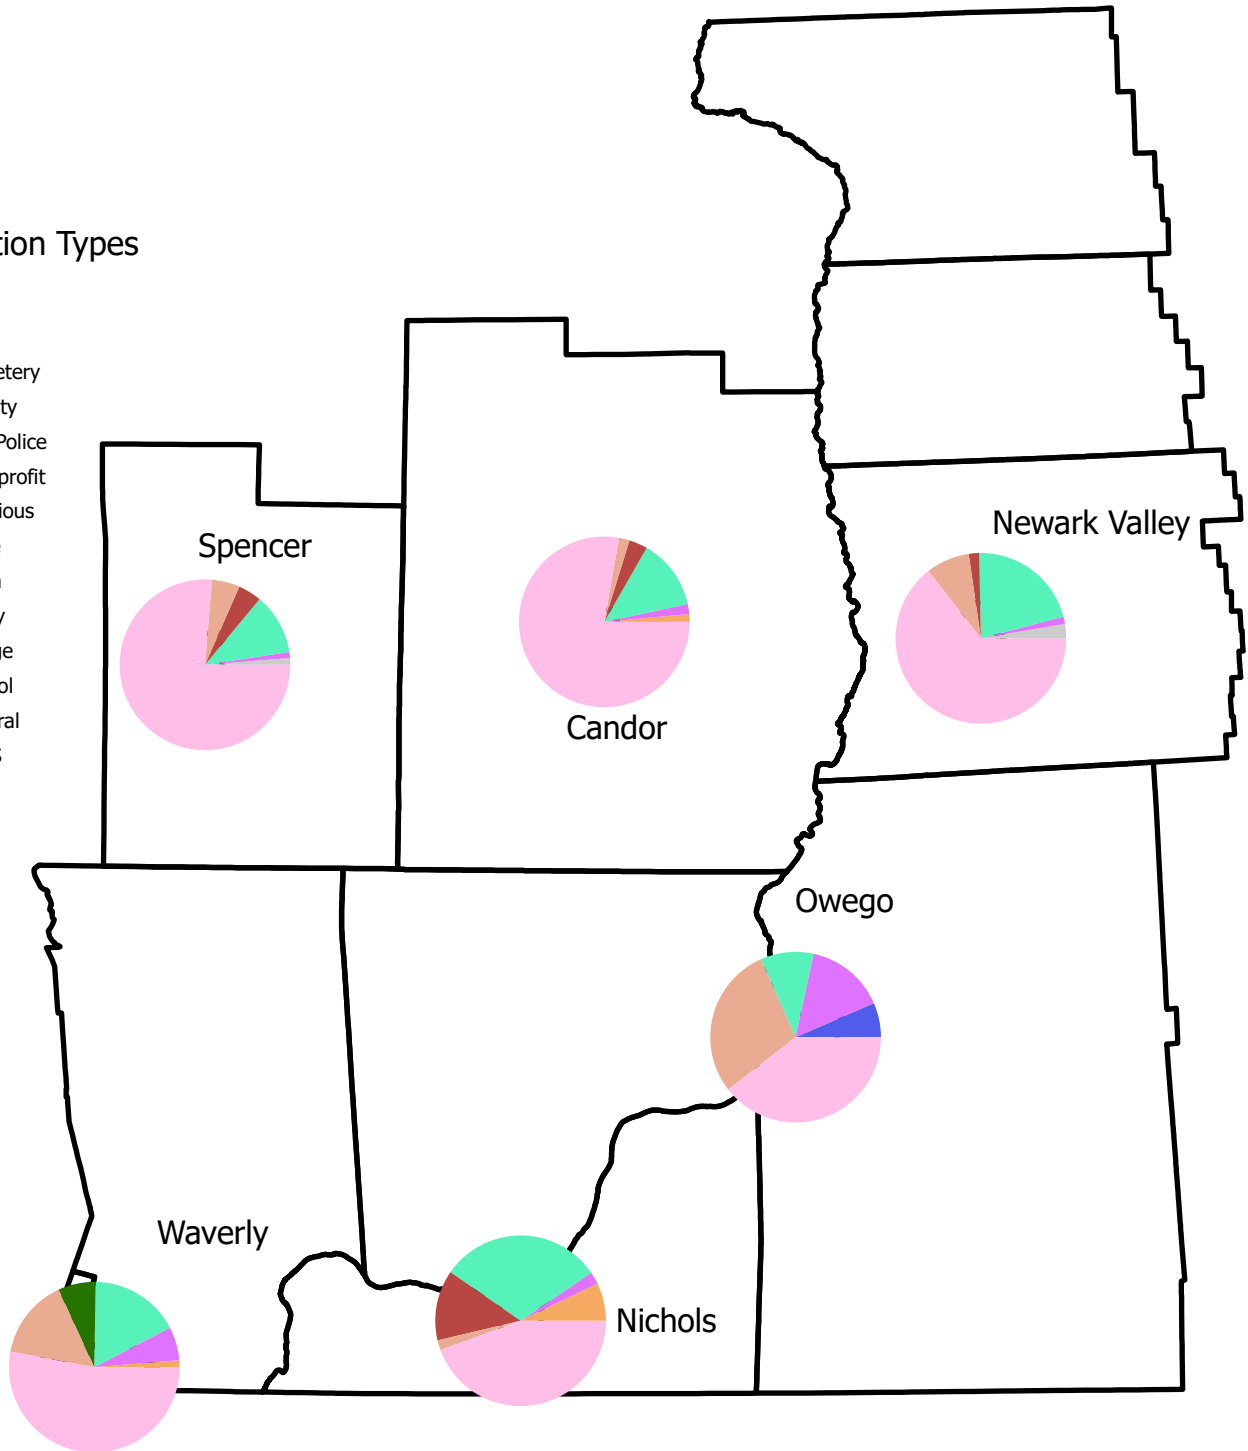 tion Types
etery
ty
Police
profit
ious
Spencer
Newark Valley
y
ge
ol
Candor
ral
Owego
Waverly
Nichols